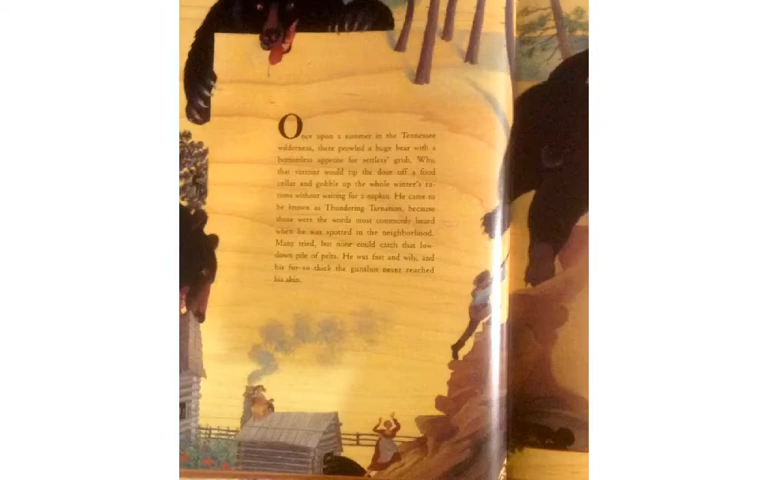 Once upon a summer in the Tennessee
wilderness, there prowled a huge bear with a
bottomless appetite for settlers' grub. Why,
that varmint would rip the door off a food
cellar and gobble up the whole winter's ra-
tions without waiting for a napkin. He came to
be known as Thundering Tarnation, because
those were the words most commonly heard
when he was spotted in the neighborhood.
Many tried, but none could catch that low-
down pile of pelts. He was fast and wily, and
his fur so thick the gunshot never reached
his skin.